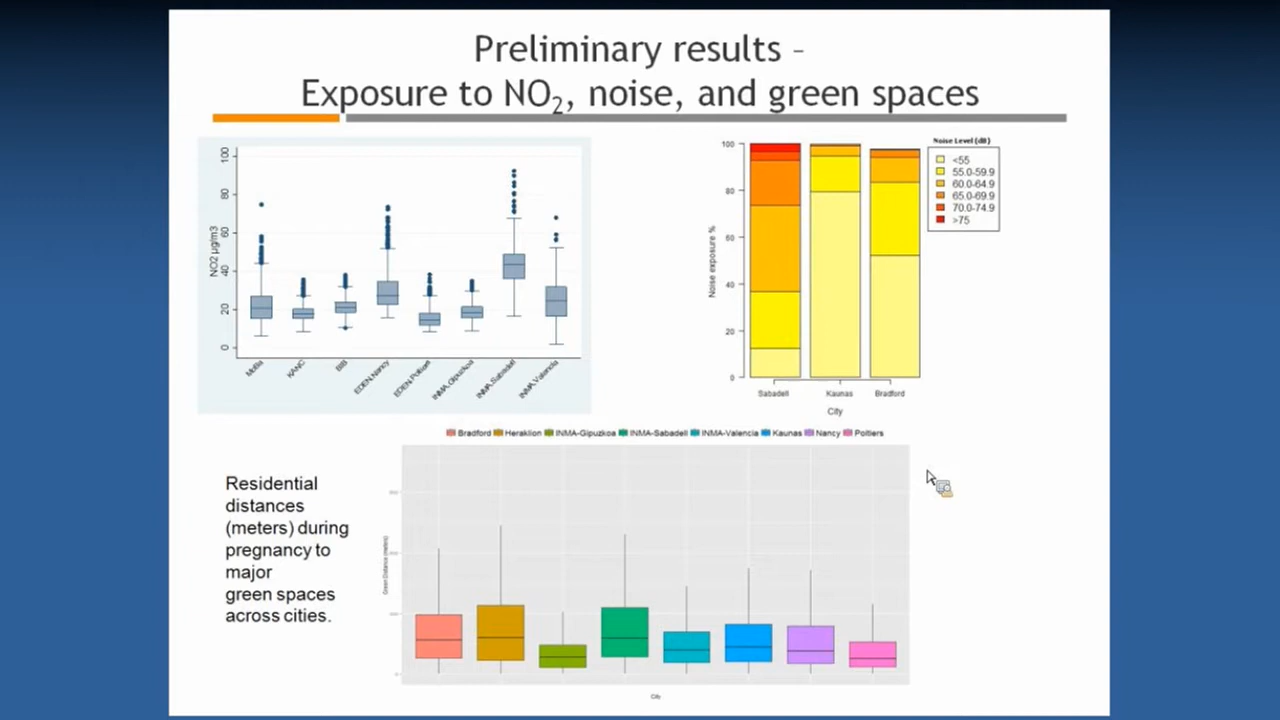 Preliminary results –
Exposure to NO2, noise, and green spaces
NO2 µg/m3
100
80
60
40
20
0
MoBa
KANC
BIB
EDEN,Nancy
EDEN,Poitiers
INMA,Gipuzkoa
INMA,Sabadell
INMA,Valencia
Noise exposure %
100
80
60
40
20
0
Sabadell
Kaunas
Bradford
City
Noise Level (dB)
<55
55.0-59.9
60.0-64.9
65.0-69.9
70.0-74.9
>75
Bradford
Heraklion
INMA-Gipuzkoa
INMA-Sabadell
INMA-Valencia
Kaunas
Nancy
Poitiers
Residential
distances
(meters) during
pregnancy to
major
green spaces
across cities.
Green Distance (meters)
City